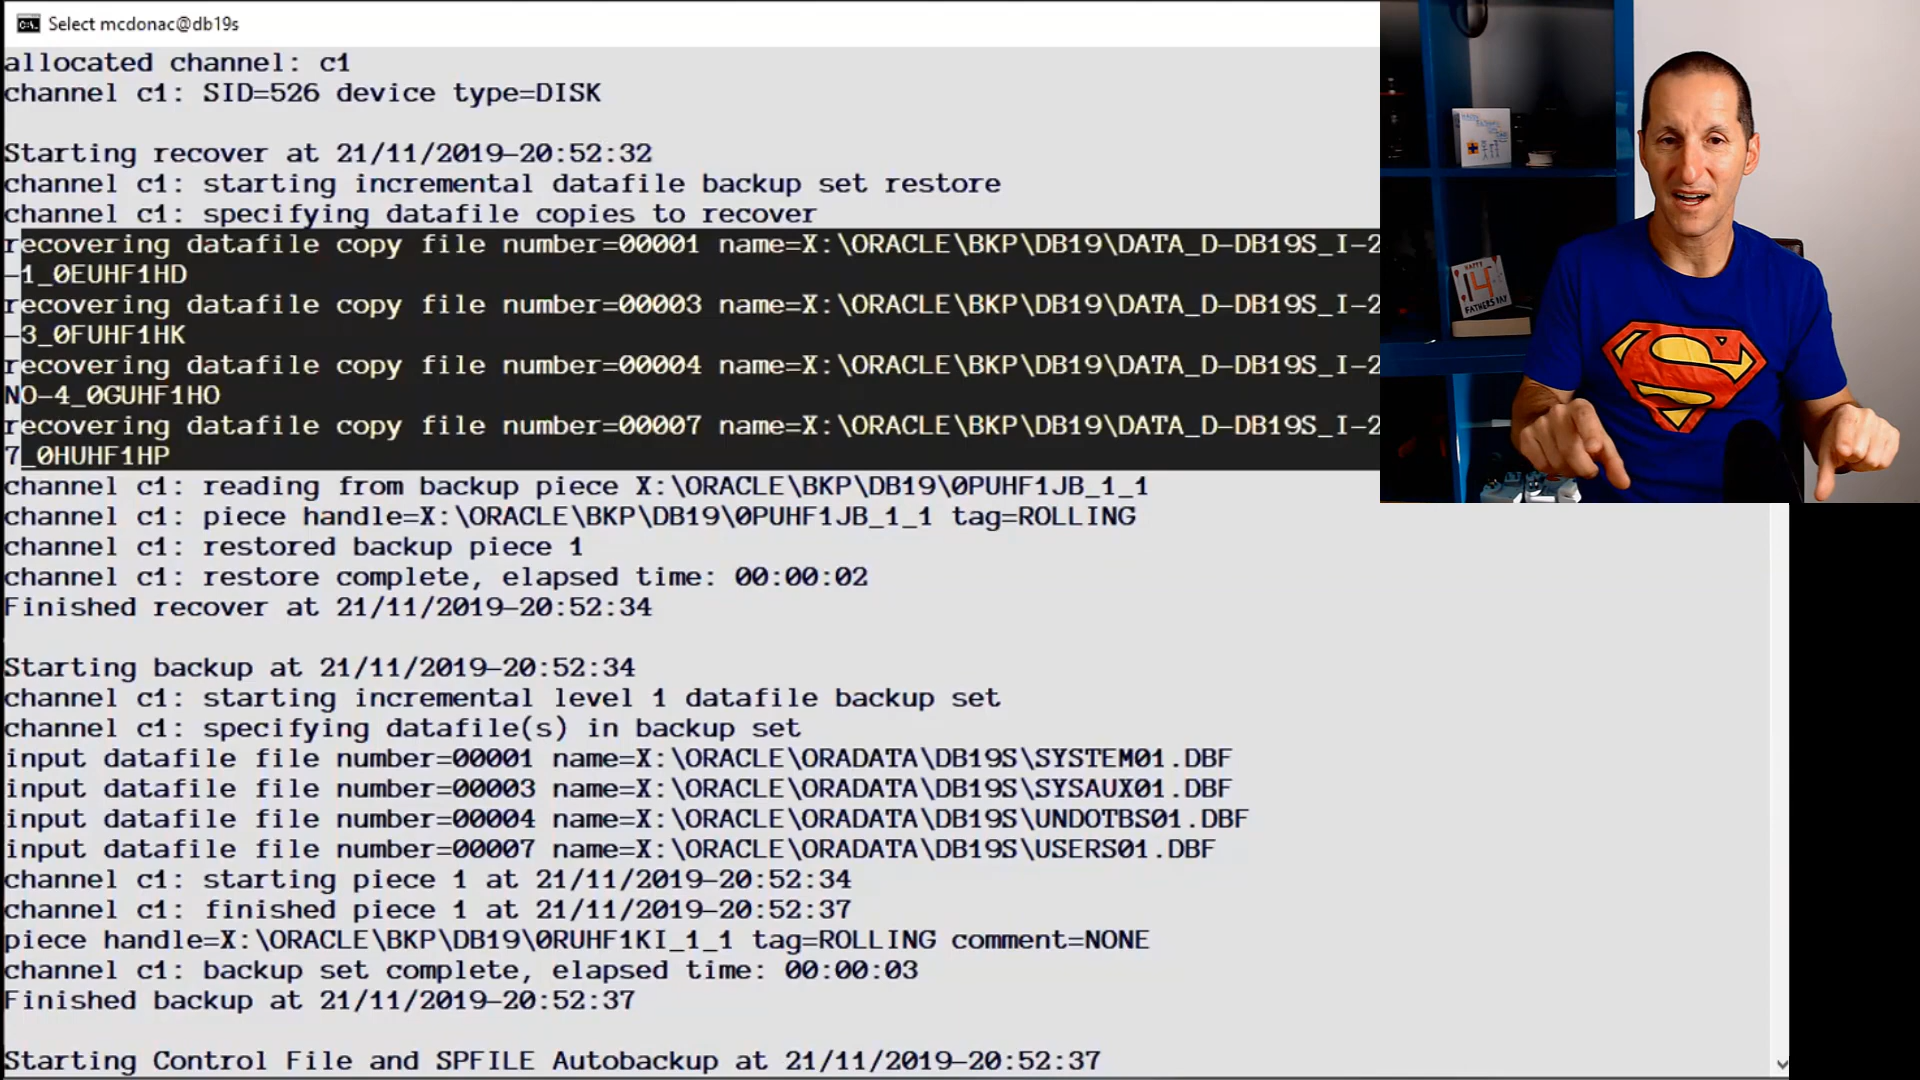 Select mcdonac@db19s
allocated channel: c1
channel c1: SID=526 device type=DISK
Starting recover at 21/11/2019-20:52:32
channel c1: starting incremental datafile backup set restore
channel c1: specifying datafile copies to recover
recovering datafile copy file number=00001 name=X:\ORACLE\BKP\DB19\DATA_D-DB19S_I-2
-1_0EUHF1HD
recovering datafile copy file number=00003 name=X:\ORACLE\BKP\DB19\DATA_D-DB19S_I-2
-3_0FUHF1HK
recovering datafile copy file number=00004 name=X:\ORACLE\BKP\DB19\DATA_D-DB19S_I-2
NO-4_0GUHF1HO
recovering datafile copy file number=00007 name=X:\ORACLE\BKP\DB19\DATA_D-DB19S_I-2
7_0HUHF1HP
channel c1: reading from backup piece X:\ORACLE\BKP\DB19\0PUHF1JB_1_1
channel c1: piece handle=X:\ORACLE\BKP\DB19\0PUHF1JB_1_1 tag=ROLLING
channel c1: restored backup piece 1
channel c1: restore complete, elapsed time: 00:00:02
Finished recover at 21/11/2019-20:52:34
Starting backup at 21/11/2019-20:52:34
channel c1: starting incremental level 1 datafile backup set
channel c1: specifying datafile(s) in backup set
input datafile file number=00001 name=X:\ORACLE\ORADATA\DB19S\SYSTEM01.DBF
input datafile file number=00003 name=X:\ORACLE\ORADATA\DB19S\SYSAUX01.DBF
input datafile file number=00004 name=X:\ORACLE\ORADATA\DB19S\UNDOTBS01.DBF
input datafile file number=00007 name=X:\ORACLE\ORADATA\DB19S\USERS01.DBF
channel c1: starting piece 1 at 21/11/2019-20:52:34
channel c1: finished piece 1 at 21/11/2019-20:52:37
piece handle=X:\ORACLE\BKP\DB19\0RUHF1KI_1_1 tag=ROLLING comment=NONE
channel c1: backup set complete, elapsed time: 00:00:03
Finished backup at 21/11/2019-20:52:37
Starting Control File and SPFILE Autobackup at 21/11/2019-20:52:37
HAPPY
14
FATHERS DAY